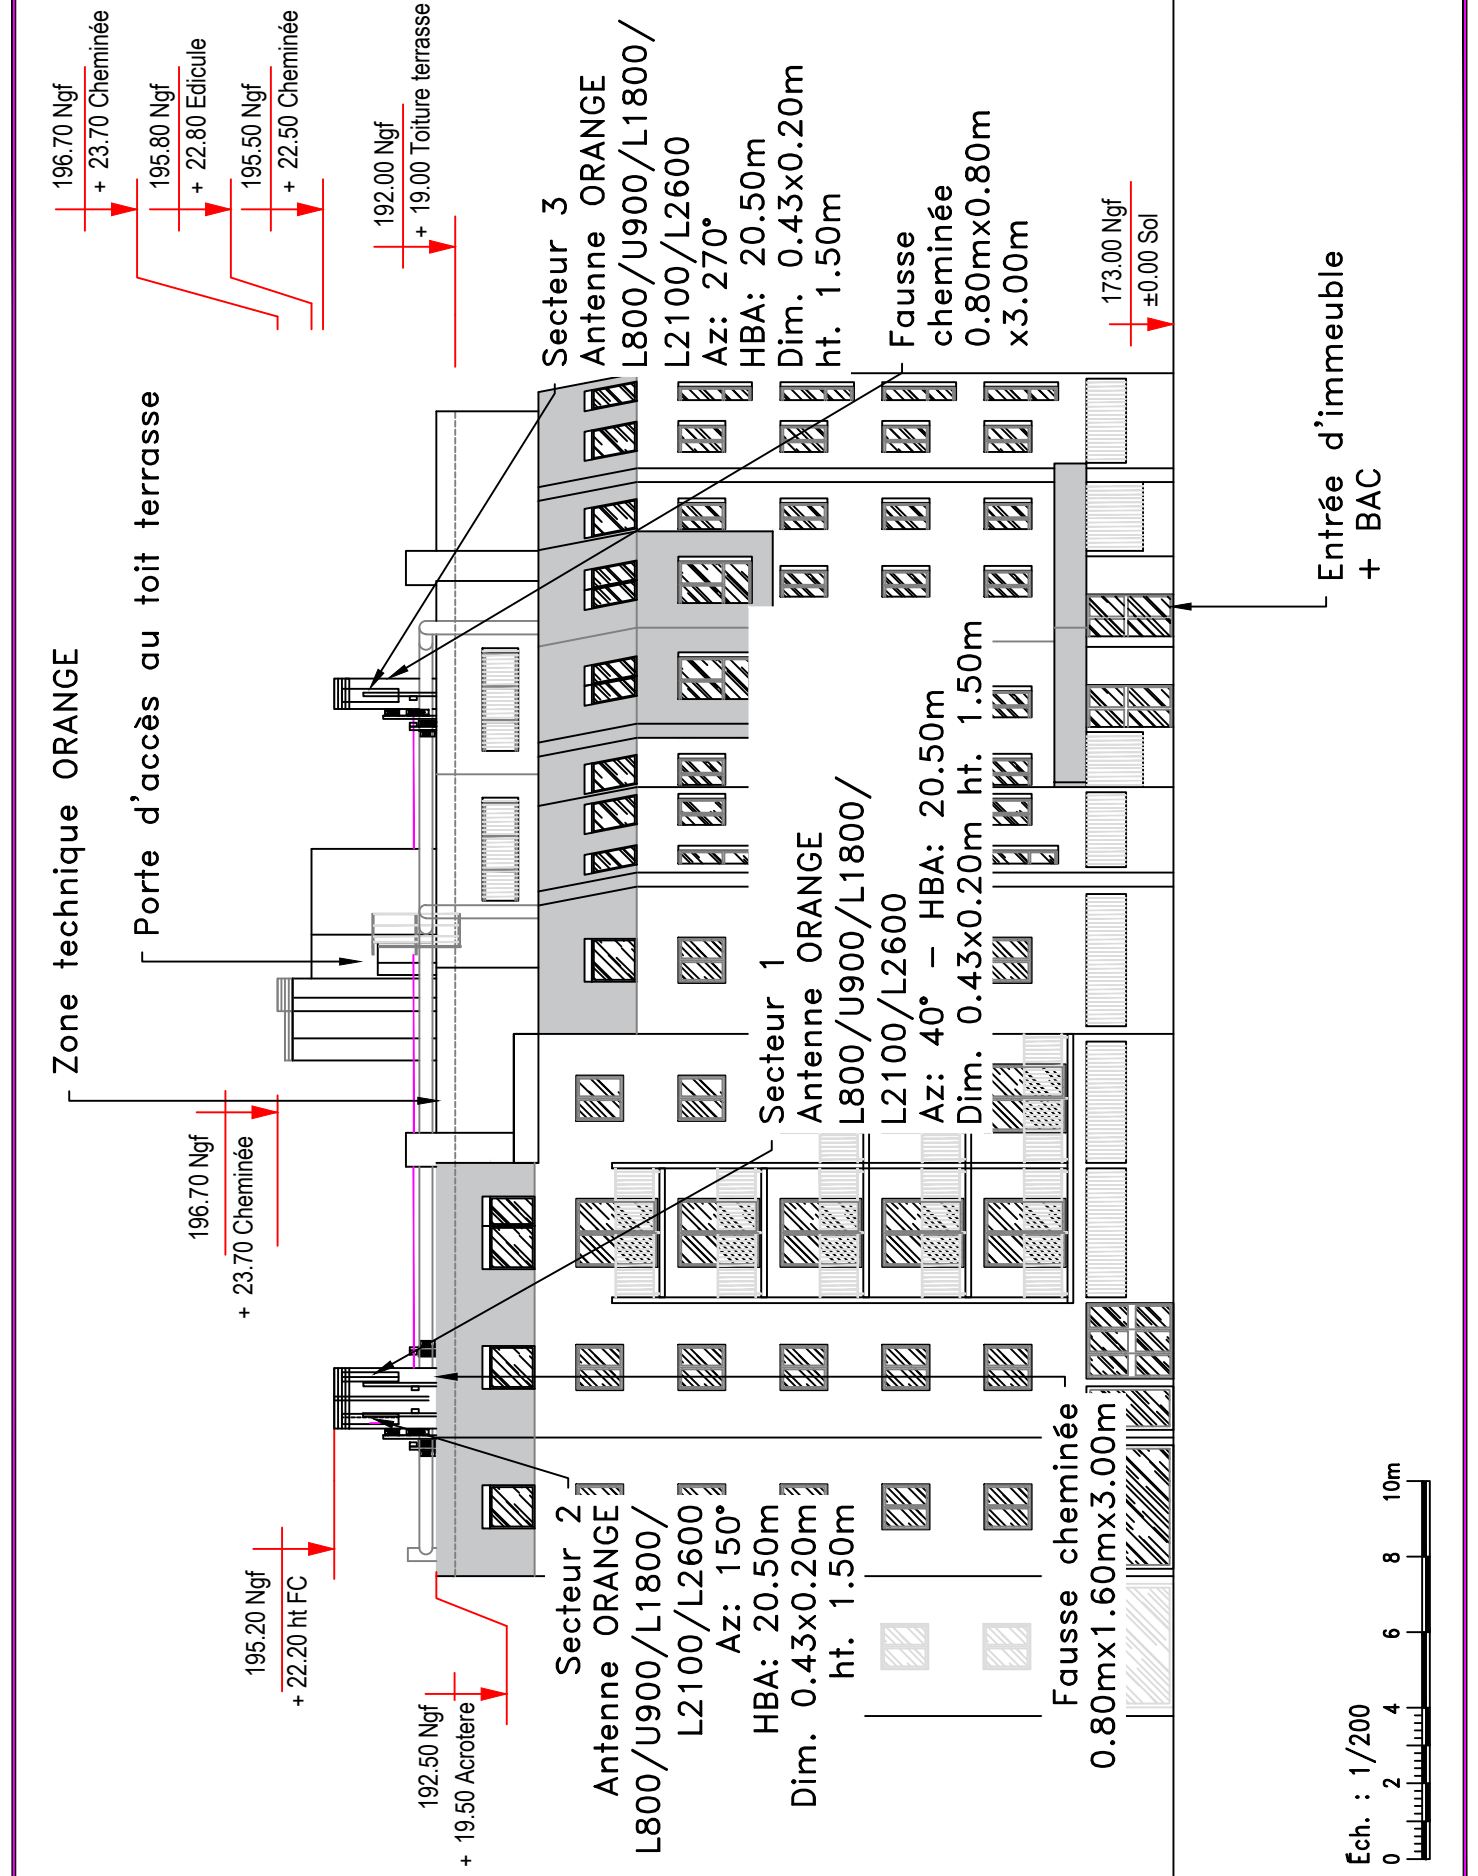 Zone technique ORANGE
Porte d'accès au toit terrasse
196.70 Ngf
+ 23.70 Cheminée
195.80 Ngf
+ 22.80 Edicule
195.50 Ngf
+ 22.50 Cheminée
192.00 Ngf
+ 19.00 Toiture terrasse
196.70 Ngf
+ 23.70 Cheminée
195.20 Ngf
+ 22.20 ht FC
192.50 Ngf
+ 19.50 Acrotere
Secteur 2
Antenne ORANGE
L800/U900/L1800/
L2100/L2600
Az: 150°
HBA: 20.50m
Dim. 0.43x0.20m
ht. 1.50m
Secteur 1
Antenne ORANGE
L800/U900/L1800/
L2100/L2600
Az: 40° - HBA: 20.50m
Dim. 0.43x0.20m ht. 1.50m
Secteur 3
Antenne ORANGE
L800/U900/L1800/
L2100/L2600
Az: 270°
HBA: 20.50m
Dim. 0.43x0.20m
ht. 1.50m
Fausse
cheminée
0.80mx0.80m
x3.00m
Fausse cheminée
0.80mx1.60mx3.00m
173.00 Ngf
±0.00 Sol
Entrée d'immeuble
+ BAC
Éch. : 1/200
0 2 4 6 8 10m